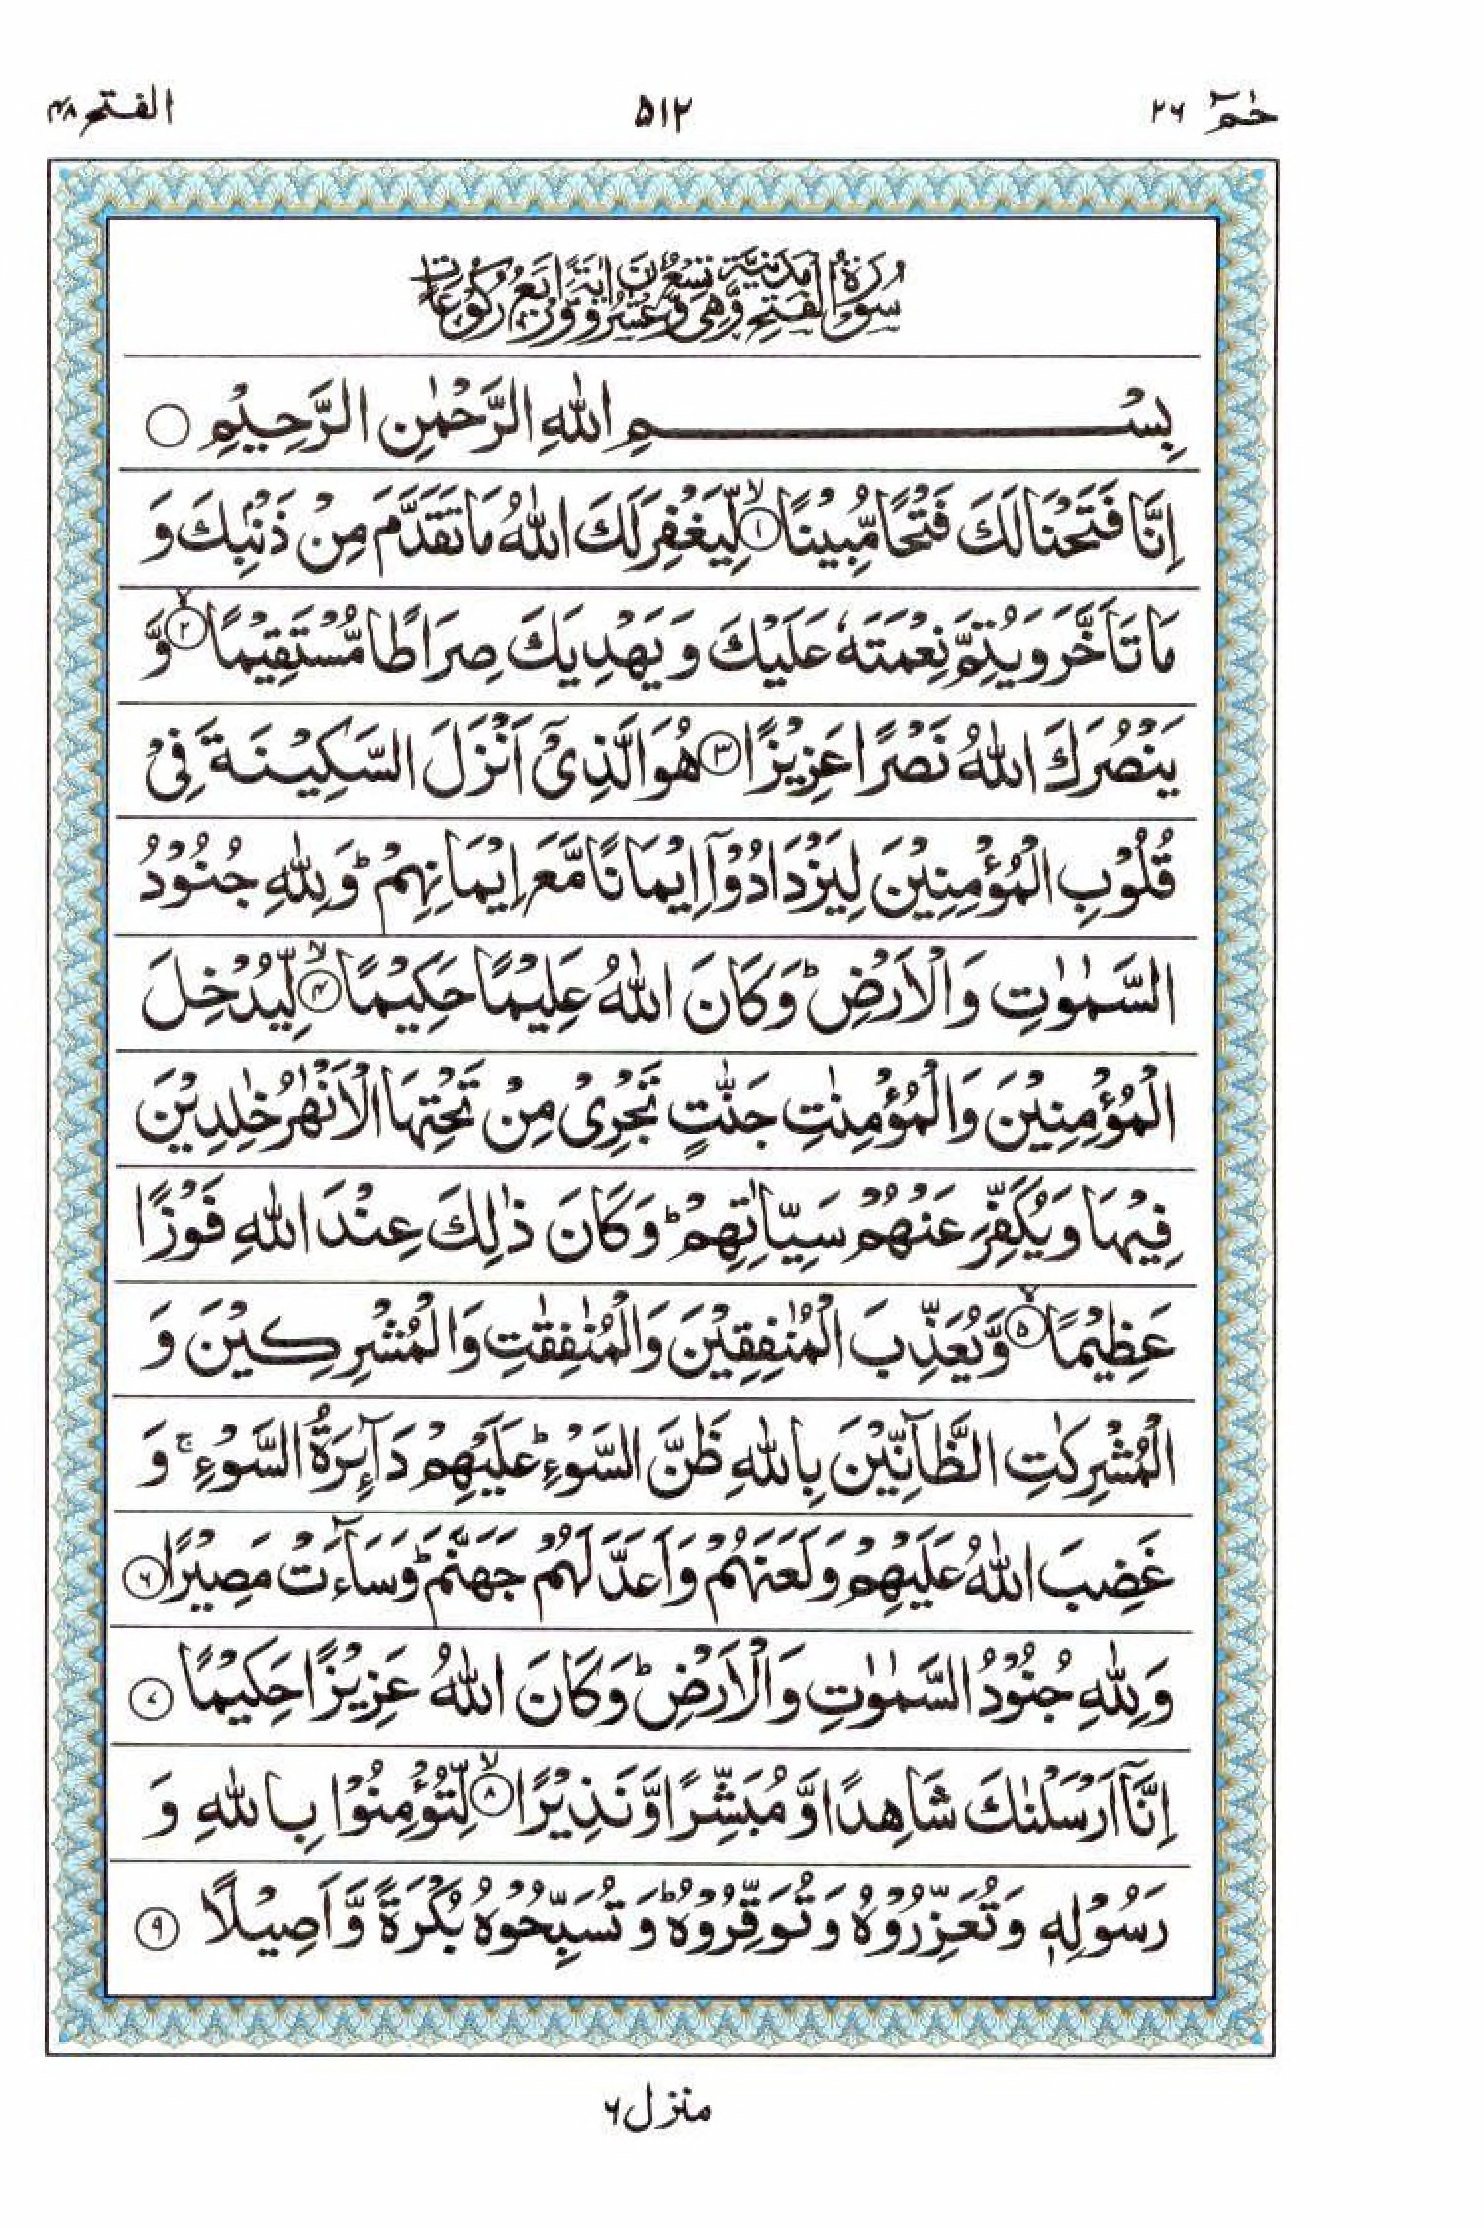 حٰمٓ ٢٦ ٥١٢ الفتح ٤٨
سُوْرَةُ الْفَتْحِ مَدَنِيَّةٌ وَّهِيَ تِسْعٌ وَّعِشْرُوْنَ اٰيَةً وَّاَرْبَعُ رُكُوْعَاتٍ
بِسْمِ اللّٰهِ الرَّحْمٰنِ الرَّحِيْمِ ۝
اِنَّا فَتَحْنَا لَكَ فَتْحًا مُّبِيْنًا ۙ﴿١﴾ لِّيَغْفِرَ لَكَ اللّٰهُ مَا تَقَدَّمَ مِنْ ذَنْۢبِكَ وَ
مَا تَاَخَّرَ وَيُتِمَّ نِعْمَتَهٗ عَلَيْكَ وَ يَهْدِيَكَ صِرَاطًا مُّسْتَقِيْمًا ۙ﴿٢﴾ وَّ
يَنْصُرَكَ اللّٰهُ نَصْرًا عَزِيْزًا ﴿٣﴾ هُوَ الَّذِىْٓ اَنْزَلَ السَّكِيْنَةَ فِىْ
قُلُوْبِ الْمُؤْمِنِيْنَ لِيَزْدَادُوْٓا اِيْمَانًا مَّعَ اِيْمَانِهِمْ ؕ وَلِلّٰهِ جُنُوْدُ
السَّمٰوٰتِ وَالْاَرْضِ ؕ وَكَانَ اللّٰهُ عَلِيْمًا حَكِيْمًا ۙ﴿٤﴾ لِّيُدْخِلَ
الْمُؤْمِنِيْنَ وَالْمُؤْمِنٰتِ جَنّٰتٍ تَجْرِىْ مِنْ تَحْتِهَا الْاَنْهٰرُ خٰلِدِيْنَ
فِيْهَا وَيُكَفِّرَ عَنْهُمْ سَيِّاٰتِهِمْ ؕ وَكَانَ ذٰلِكَ عِنْدَ اللّٰهِ فَوْزًا
عَظِيْمًا ۙ﴿٥﴾ وَّيُعَذِّبَ الْمُنٰفِقِيْنَ وَالْمُنٰفِقٰتِ وَالْمُشْرِكِيْنَ وَ
الْمُشْرِكٰتِ الظَّآنِّيْنَ بِاللّٰهِ ظَنَّ السَّوْءِ ؕ عَلَيْهِمْ دَآئِرَةُ السَّوْءِ ۚ وَ
غَضِبَ اللّٰهُ عَلَيْهِمْ وَلَعَنَهُمْ وَاَعَدَّ لَهُمْ جَهَنَّمَ ؕ وَسَآءَتْ مَصِيْرًا ﴿٦﴾
وَلِلّٰهِ جُنُوْدُ السَّمٰوٰتِ وَالْاَرْضِ ؕ وَكَانَ اللّٰهُ عَزِيْزًا حَكِيْمًا ﴿٧﴾
اِنَّآ اَرْسَلْنٰكَ شَاهِدًا وَّمُبَشِّرًا وَّنَذِيْرًا ۙ﴿٨﴾ لِّتُؤْمِنُوْا بِاللّٰهِ وَ
رَسُوْلِهٖ وَتُعَزِّرُوْهُ وَتُوَقِّرُوْهُ ؕ وَتُسَبِّحُوْهُ بُكْرَةً وَّاَصِيْلًا ﴿٩﴾
منزل ٦